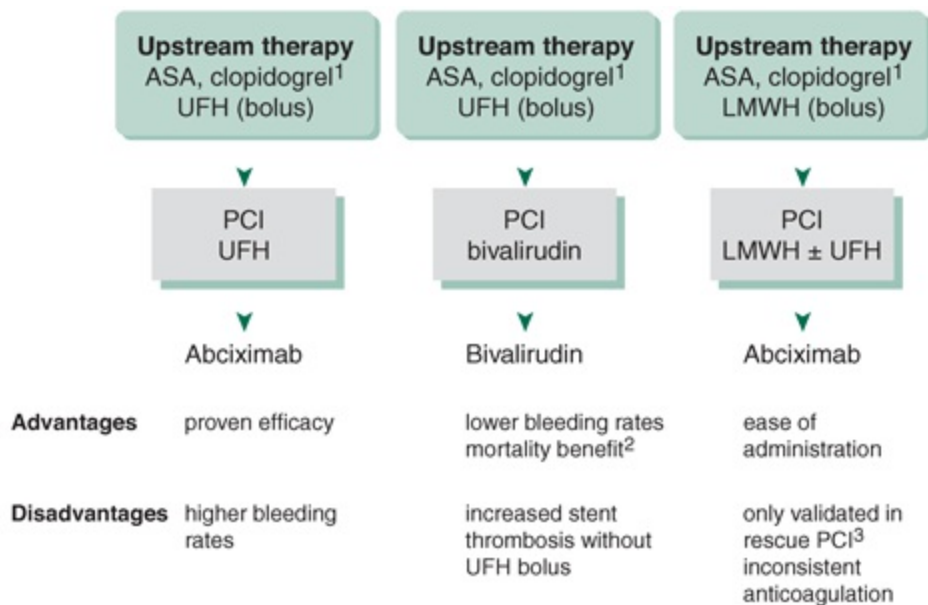 Upstream therapy
ASA, clopidogrel1
UFH (bolus)
Upstream therapy
ASA, clopidogrel1
UFH (bolus)
Upstream therapy
ASA, clopidogrel1
LMWH (bolus)
PCI
UFH
PCI
bivalirudin
PCI
LMWH ± UFH
Abciximab
Bivalirudin
Abciximab
Advantages
proven efficacy
lower bleeding rates
mortality benefit2
ease of
administration
Disadvantages
higher bleeding
rates
increased stent
thrombosis without
UFH bolus
only validated in
rescue PCI3
inconsistent
anticoagulation